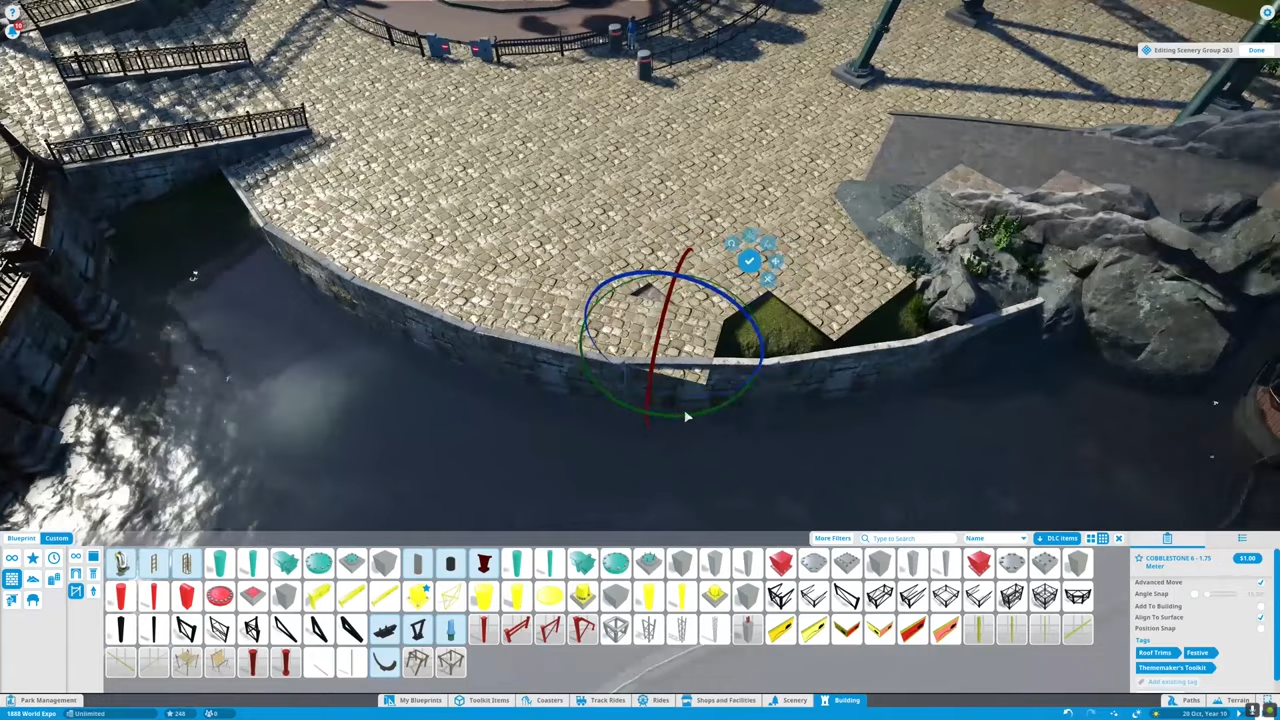 ?
10
Editing Scenery Group 263
Done
Blueprint
Custom
More Filters
Type to Search
Name
DLC items
COBBLESTONE 6 - 1.75 Meter
$1.00
Advanced Move
Angle Snap
Add To Building
Align To Surface
Position Snap
Tags
Roof Trims
Festive
Thememaker's Toolkit
Add existing tag
Park Management
My Blueprints
Toolkit Items
Coasters
Track Rides
Rides
Shops and Facilities
Scenery
Building
Paths
Terrain
1888 World Expo
Unlimited
248
0
20 Oct, Year 10